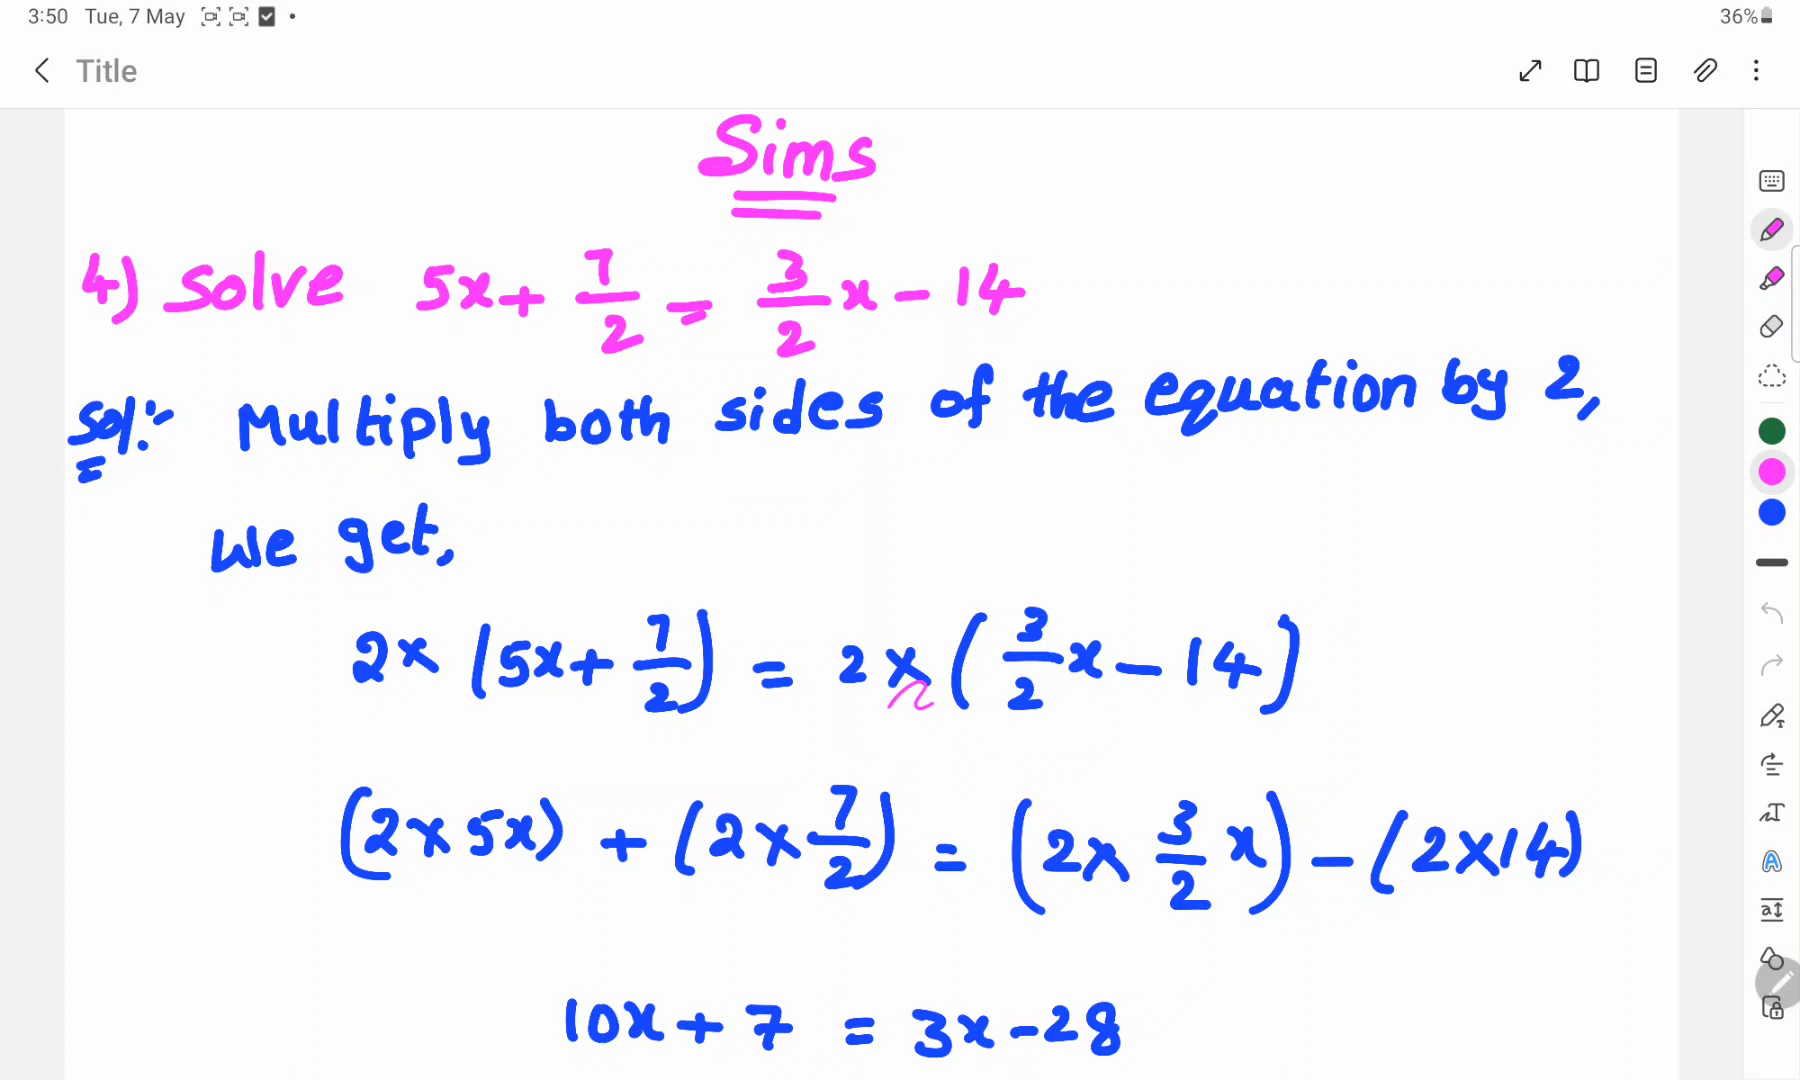 3:50 Tue, 7 May 36%
Title
Sims
4) Solve 5x + 7/2 = 3/2 x - 14
Sol:- Multiply both sides of the equation by 2,
we get,
2 × (5x + 7/2) = 2 × (3/2 x - 14)
(2 × 5x) + (2 × 7/2) = (2 × 3/2 x) - (2 × 14)
10x + 7 = 3x - 28